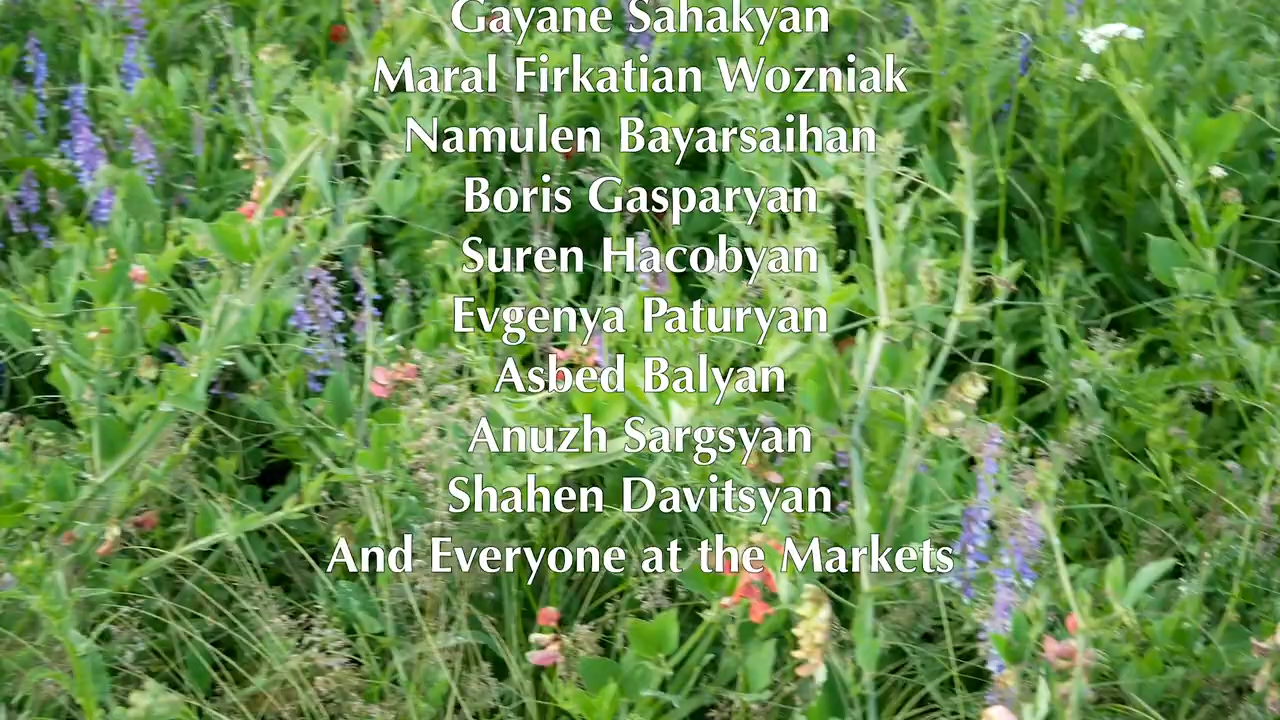 Gayane Sahakyan
Maral Firkatian Wozniak
Namulen Bayarsaihan
Boris Gasparyan
Suren Hacobyan
Evgenya Paturyan
Asbed Balyan
Anuzh Sargsyan
Shahen Davitsyan
And Everyone at the Markets